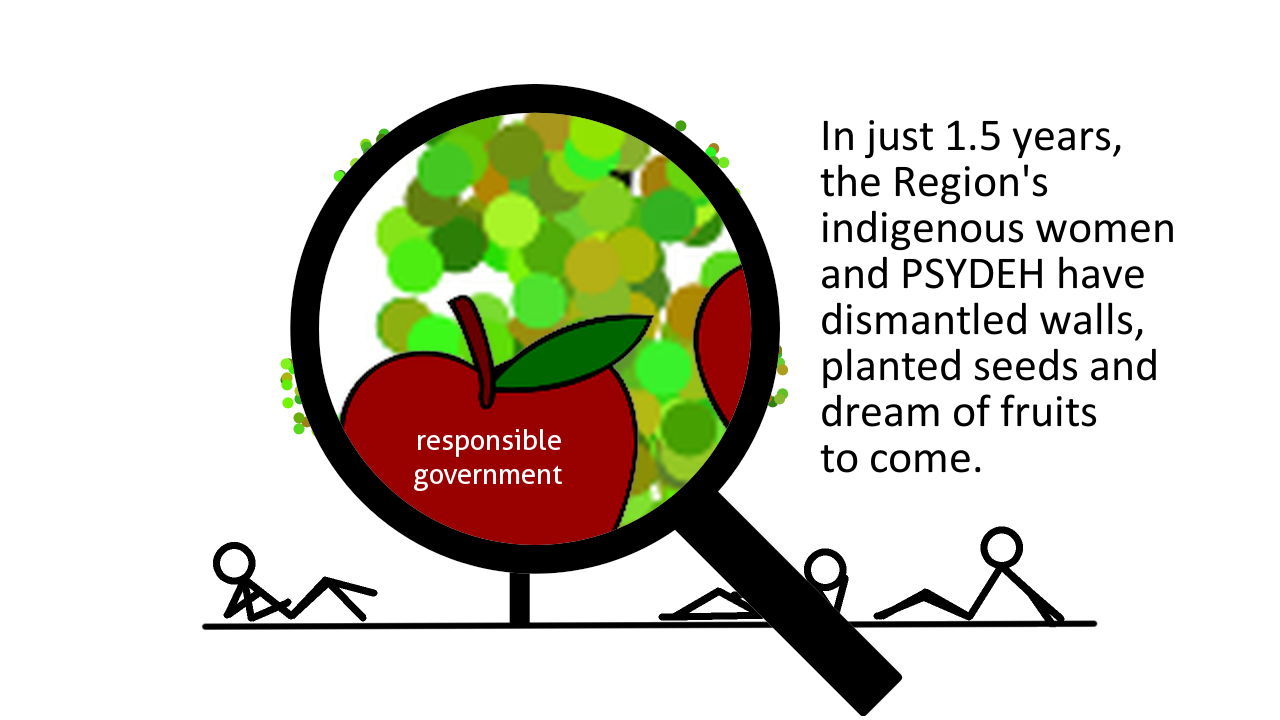 In just 1.5 years,
the Region's
indigenous women
and PSYDEH have
dismantled walls,
planted seeds and
dream of fruits
to come.
responsible
government